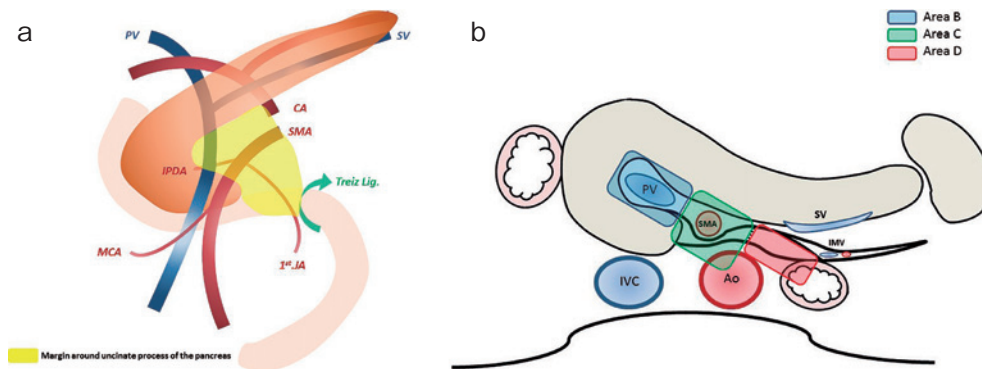 a
PV
SV
CA
SMA
IPDA
Treiz Lig.
MCA
1st.JA
Margin around uncinate process of the pancreas
b
Area B
Area C
Area D
PV
SMA
SV
IMV
IVC
Ao